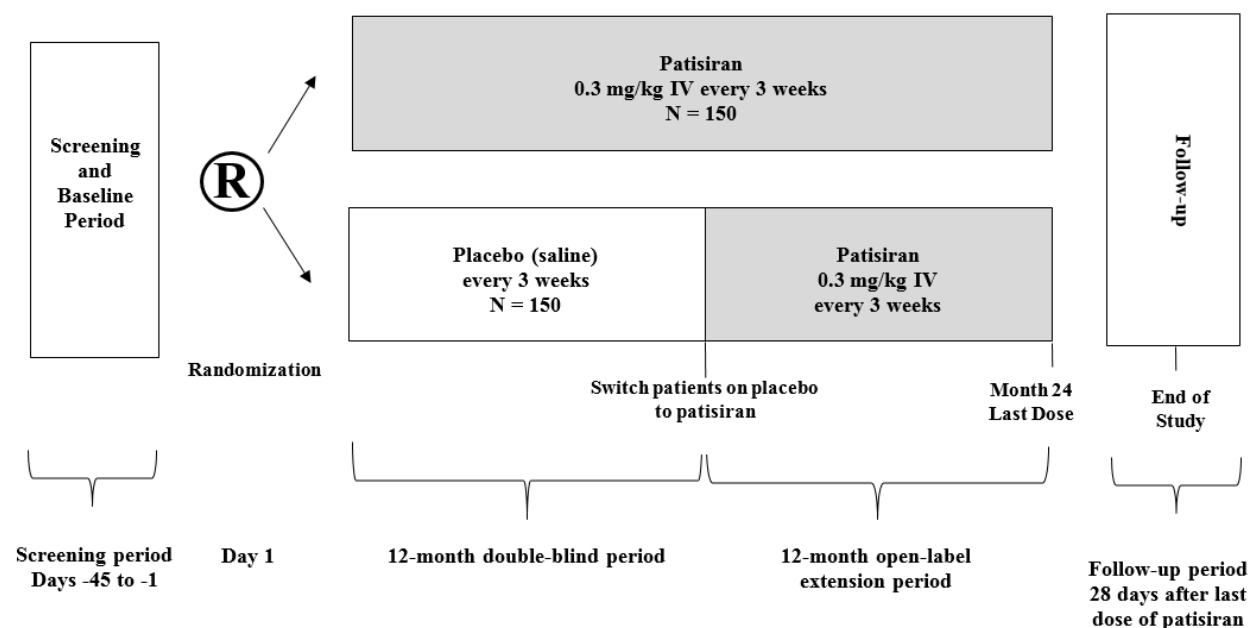 Screening
and
Baseline
Period
R
Randomization
Patisiran
0.3 mg/kg IV every 3 weeks
N = 150
Placebo (saline)
every 3 weeks
N = 150
Patisiran
0.3 mg/kg IV
every 3 weeks
Follow-up
Switch patients on placebo
to patisiran
Month 24
Last Dose
End of
Study
Screening period
Days -45 to -1
Day 1
12-month double-blind period
12-month open-label
extension period
Follow-up period
28 days after last
dose of patisiran